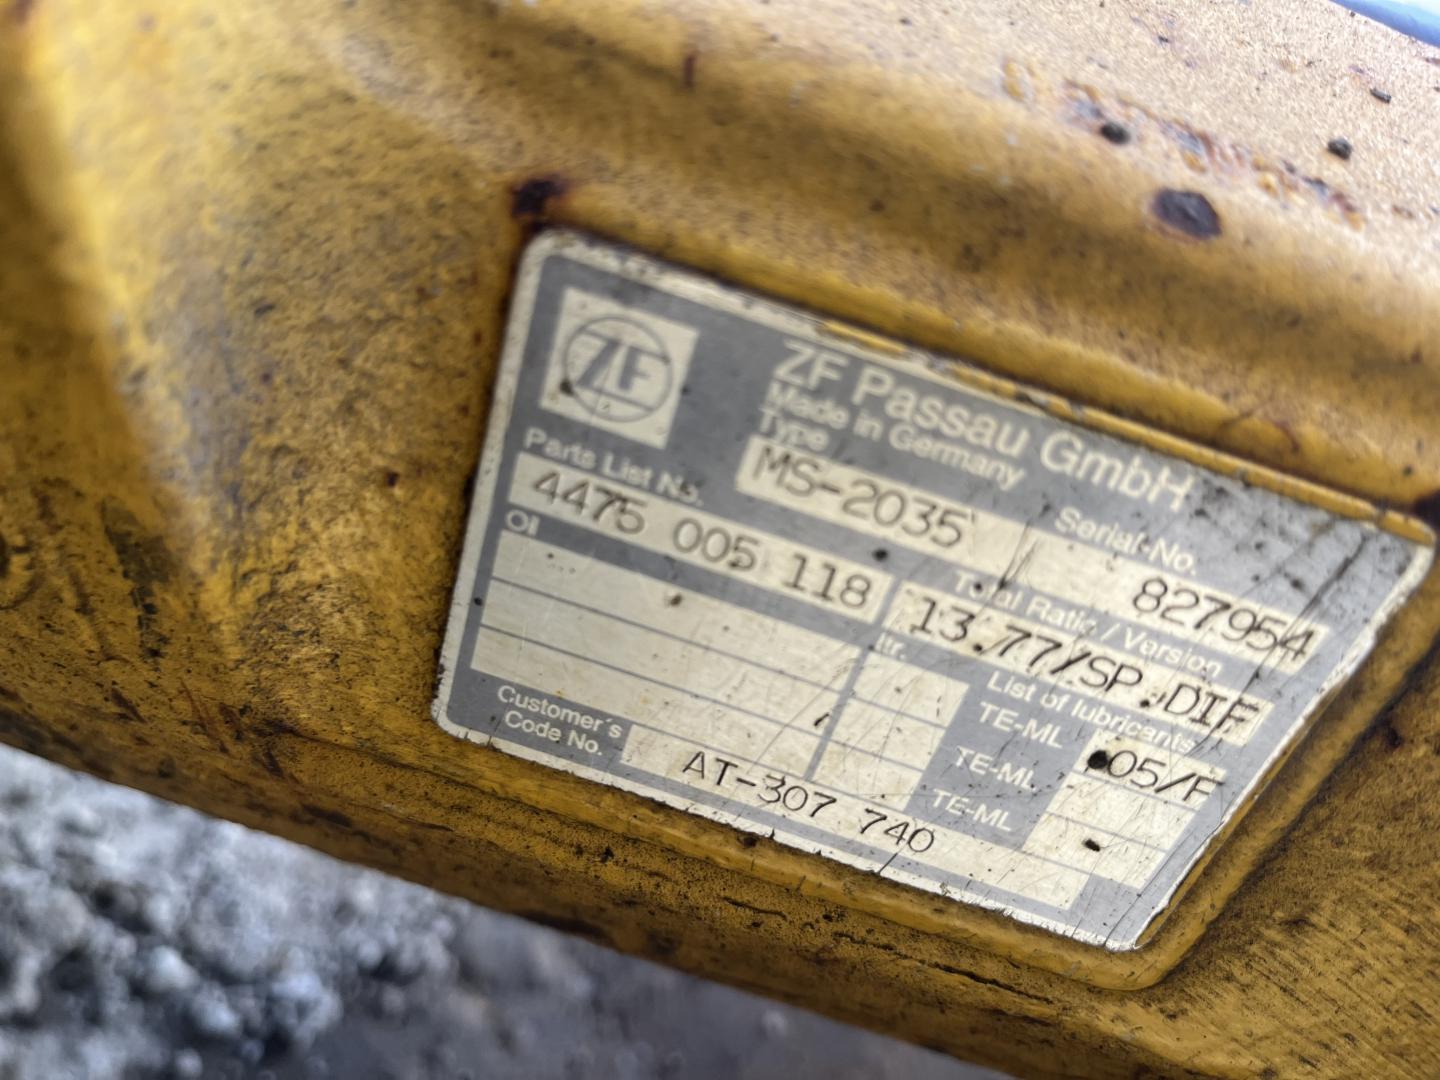 ZF
ZF Passau GmbH
Made in Germany
Type
Serial-No.
MS-2035
827954
Parts List No.
Total Ratio / Version
4475 005 118
13.77/SP.DIF
Oil
ltr.
List of lubricants
TE-ML
05/F
TE-ML
TE-ML
Customer's
Code No.
AT-307 740